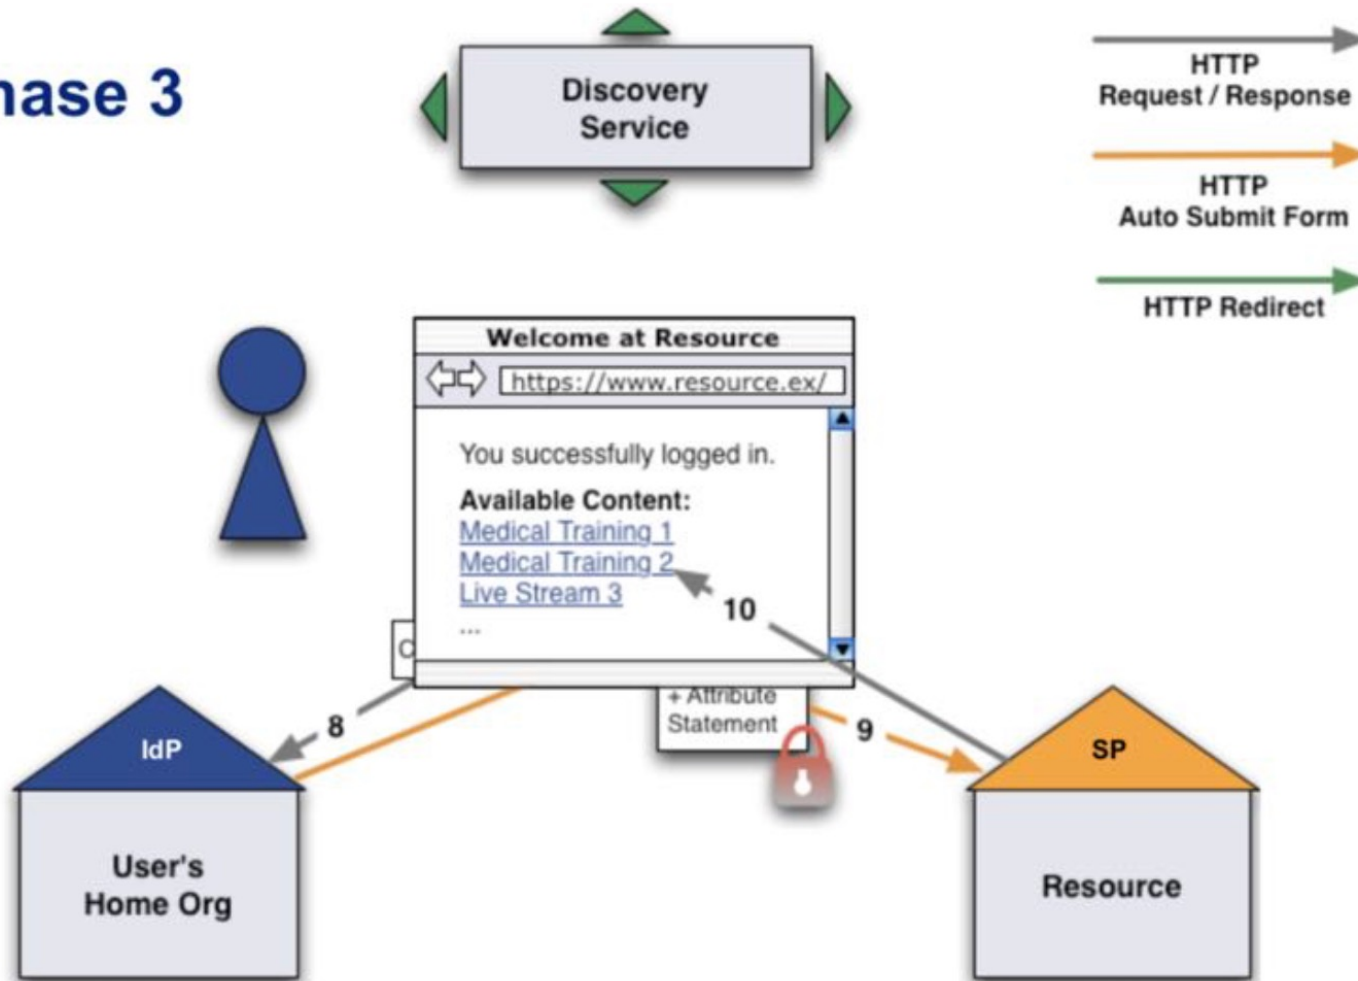 hase 3
Discovery
Service
HTTP
Request / Response
HTTP
Auto Submit Form
HTTP Redirect
Welcome at Resource
https://www.resource.ex/
You successfully logged in.
Available Content:
Medical Training 1
Medical Training 2
Live Stream 3
...
10
C
+ Attribute
Statement
8
9
IdP
SP
User's
Home Org
Resource